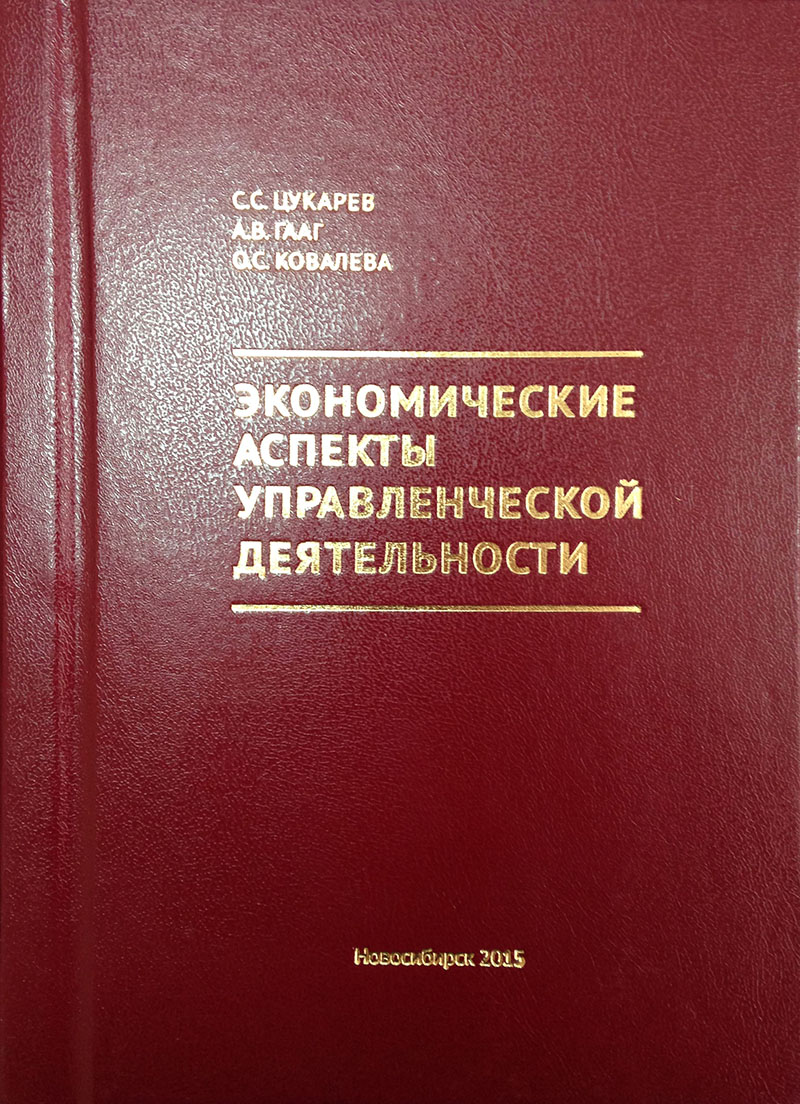 С.С. ЦУКАРЕВ
А.В. ГААГ
О.С. КОВАЛЕВА
ЭКОНОМИЧЕСКИЕ
АСПЕКТЫ
УПРАВЛЕНЧЕСКОЙ
ДЕЯТЕЛЬНОСТИ
Новосибирск 2015